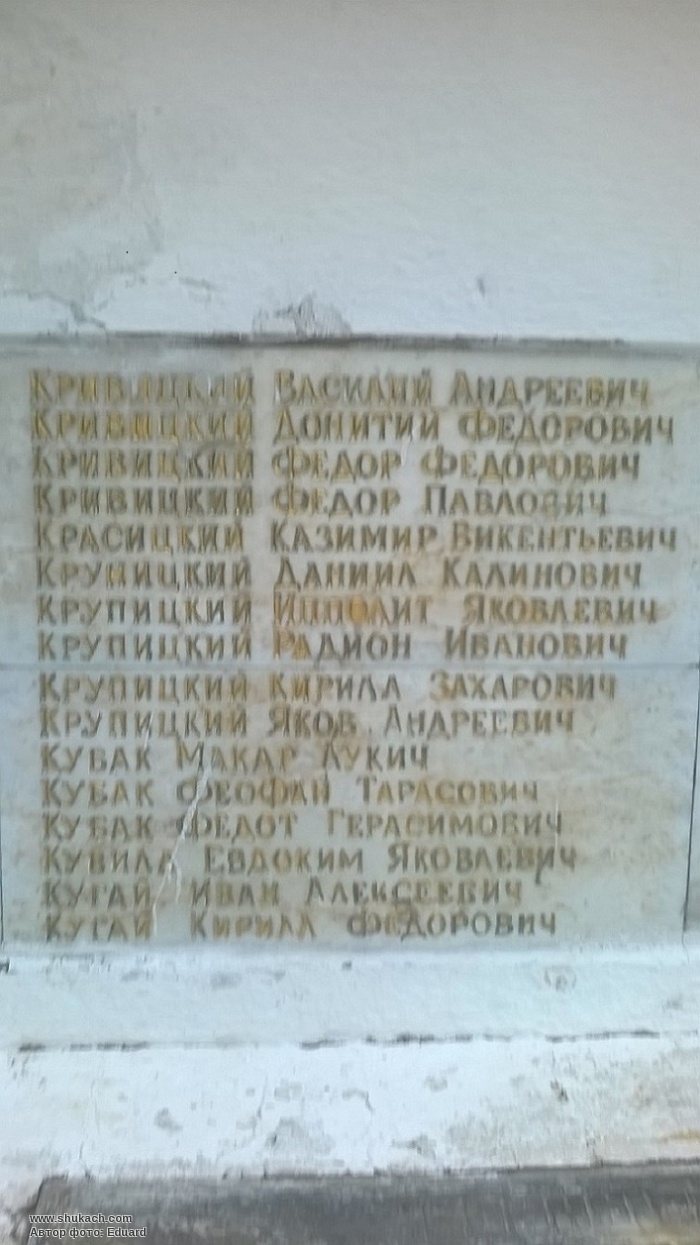 Кривицкий Василий Андреевич
Кривицкий Донитий Федорович
Кривицкий Федор Федорович
Кривицкий Федор Павлович
Красицкий Казимир Викентьевич
Крупицкий Даниил Калинович
Крупицкий Ипполит Яковлевич
Крупицкий Радион Иванович
Крупицкий Кирила Захарович
Крупицкий Яков Андреевич
Кубак Макар Лукич
Кубак Феофан Тарасович
Кубак Федот Герасимович
Кувила Евдоким Яковлевич
Кугай Иван Алексеевич
Кугай Кирилл Федорович
www.shukach.com
Автор фото: Eduard